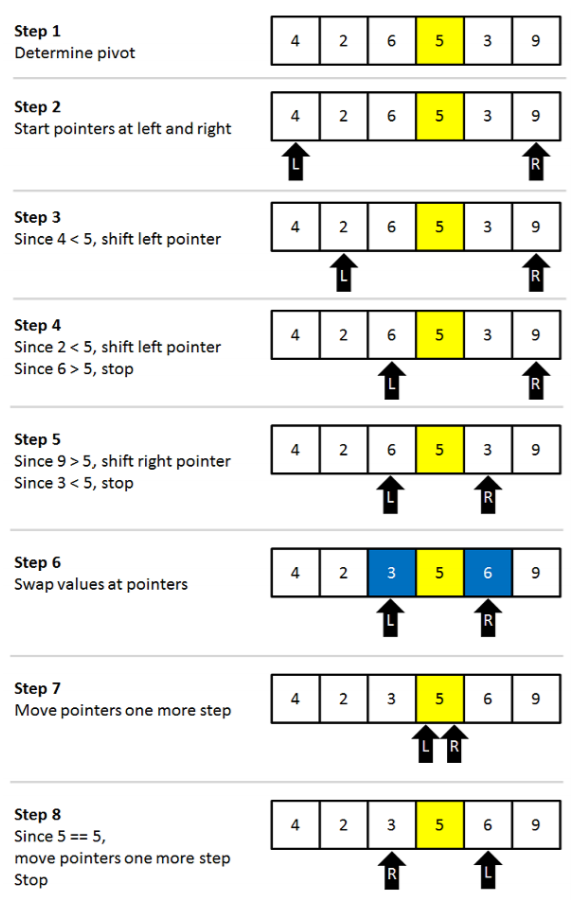 Step 1
Determine pivot
4 2 6 5 3 9
Step 2
Start pointers at left and right
4 2 6 5 3 9
L R
Step 3
Since 4 < 5, shift left pointer
4 2 6 5 3 9
L R
Step 4
Since 2 < 5, shift left pointer
Since 6 > 5, stop
4 2 6 5 3 9
L R
Step 5
Since 9 > 5, shift right pointer
Since 3 < 5, stop
4 2 6 5 3 9
L R
Step 6
Swap values at pointers
4 2 3 5 6 9
L R
Step 7
Move pointers one more step
4 2 3 5 6 9
L R
Step 8
Since 5 == 5,
move pointers one more step
Stop
4 2 3 5 6 9
R L